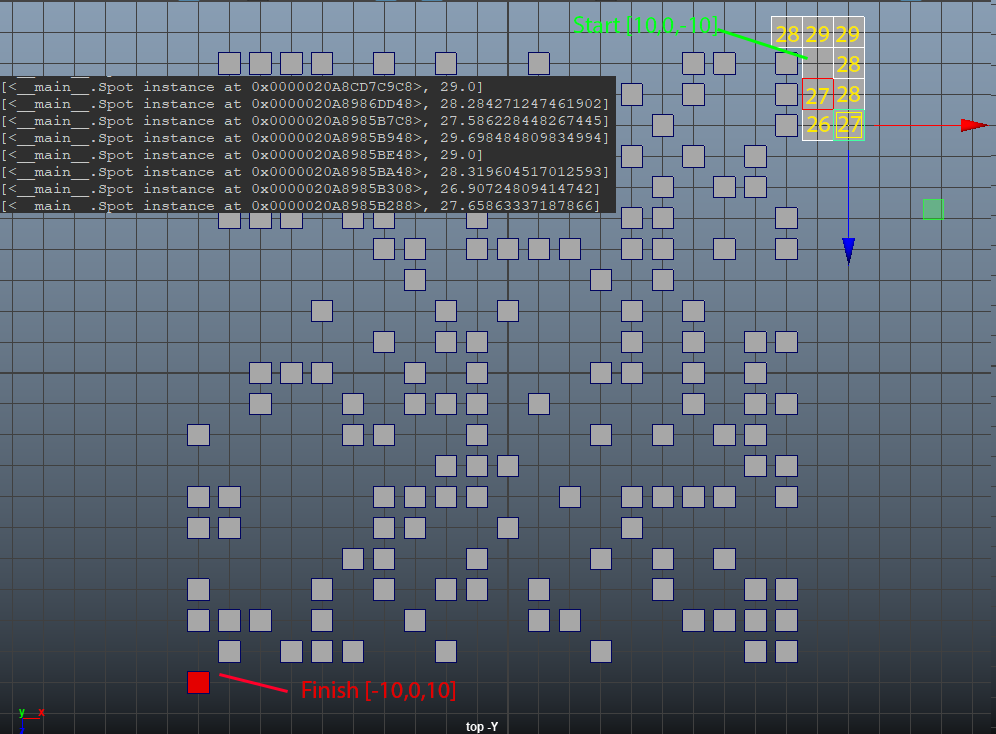 Start [10,0,-10]
28 29 29
28
27 28
26 27
[<__main__.Spot instance at 0x0000020A8CD7C9C8>, 29.0]
[<__main__.Spot instance at 0x0000020A8986DD48>, 28.284271247461902]
[<__main__.Spot instance at 0x0000020A8985B7C8>, 27.586228448267445]
[<__main__.Spot instance at 0x0000020A8985B948>, 29.698484809834994]
[<__main__.Spot instance at 0x0000020A8985BE48>, 29.0]
[<__main__.Spot instance at 0x0000020A8985BA48>, 28.319604517012593]
[<__main__.Spot instance at 0x0000020A8985B308>, 26.90724809414742]
[<__main__.Spot instance at 0x0000020A8985B288>, 27.65863337187866]
Finish [-10,0,10]
y x
top -Y